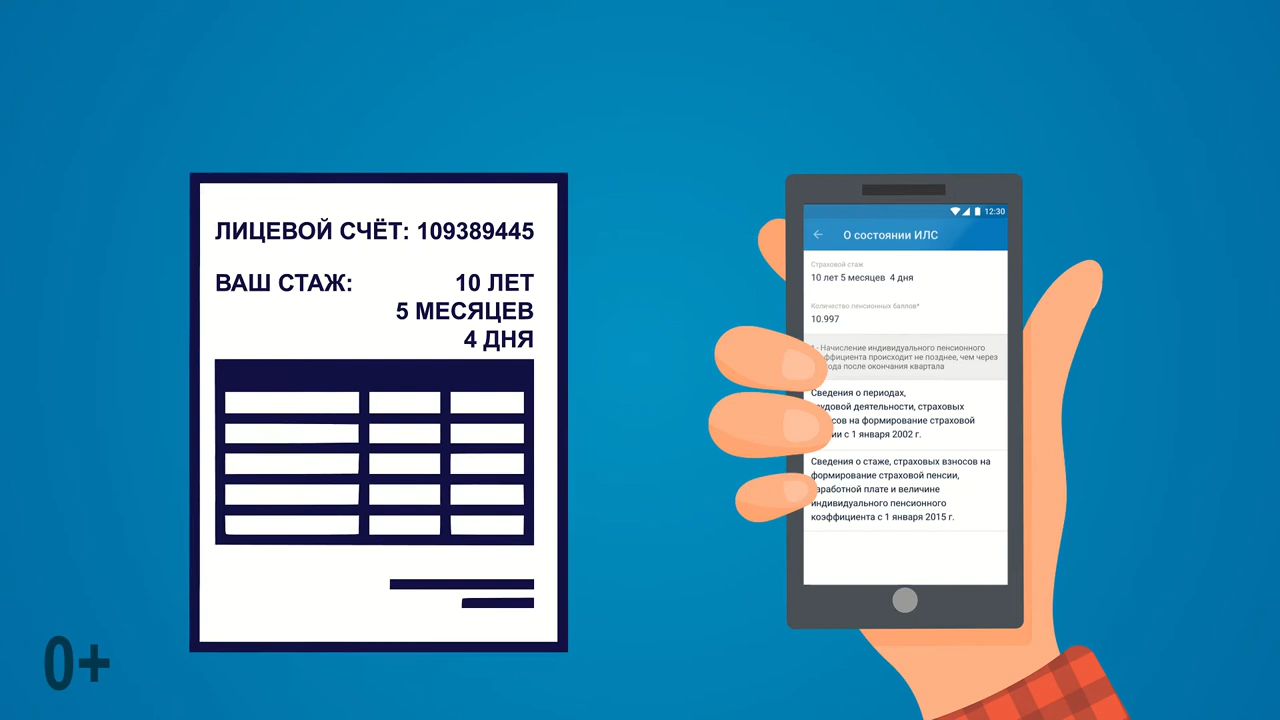 ЛИЦЕВОЙ СЧЁТ: 109389445
ВАШ СТАЖ: 10 ЛЕТ
5 МЕСЯЦЕВ
4 ДНЯ
12:30
О состоянии ИЛС
Страховой стаж
10 лет 5 месяцев 4 дня
Количество пенсионных баллов*
10.997
- Начисление индивидуального пенсионного
происходит не позднее, чем через
после окончания квартала
Сведения о периодах,
деятельности, страховых
на формирование страховой
с 1 января 2002 г.
Сведения о стаже, страховых взносов на
формирование страховой пенсии,
заработной плате и величине
индивидуального пенсионного
коэффициента с 1 января 2015 г.
0+